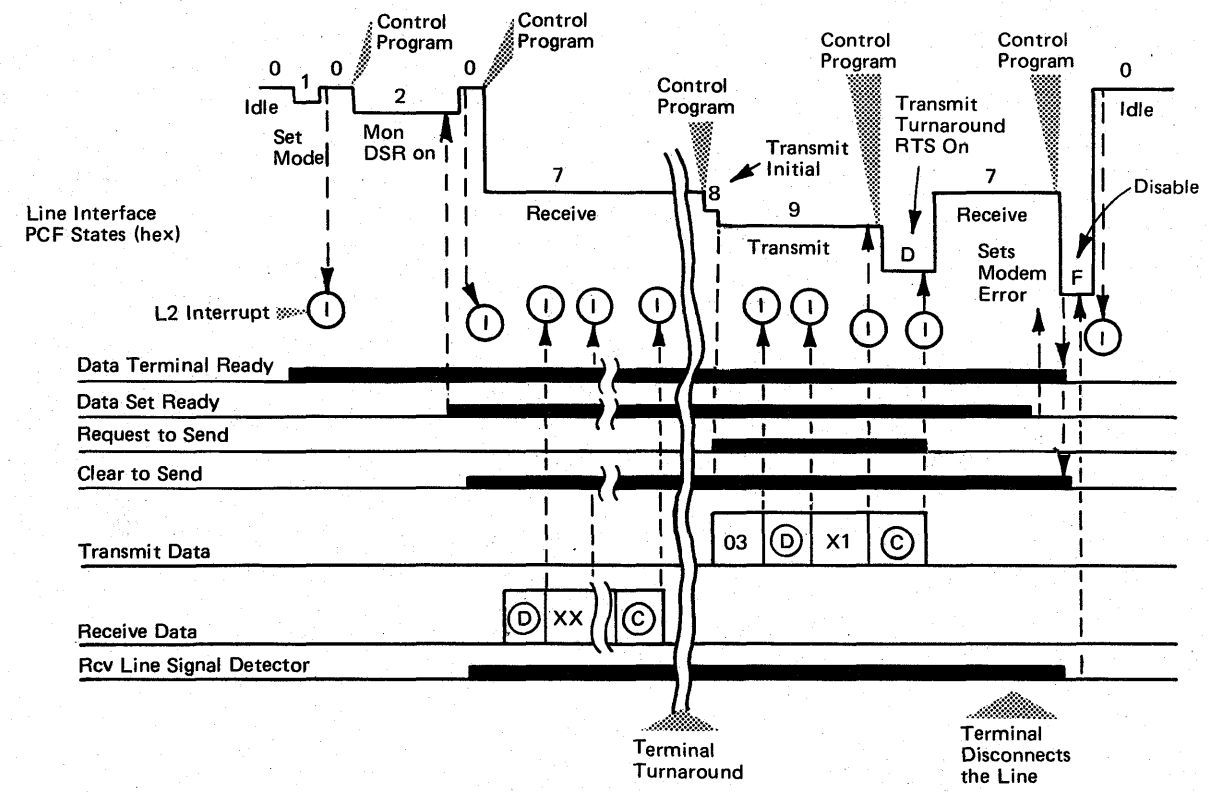 Control
Program
Control
Program
Control
Program
Control
Program
Control
Program
0
1
0
2
0
0
Idle
Set
Model
Mon
DSR on
Transmit
Turnaround
RTS On
Idle
Transmit
Initial
7
8
9
7
Disable
Line Interface
PCF States (hex)
Receive
Transmit
D
Receive
Sets
Modem
Error
F
L2 Interrupt
I
I
I
I
I
I
I
I
I
I
Data Terminal Ready
Data Set Ready
Request to Send
Clear to Send
Transmit Data
03
D
X1
C
Receive Data
D
XX
C
Rcv Line Signal Detector
Terminal
Turnaround
Terminal
Disconnects
the Line